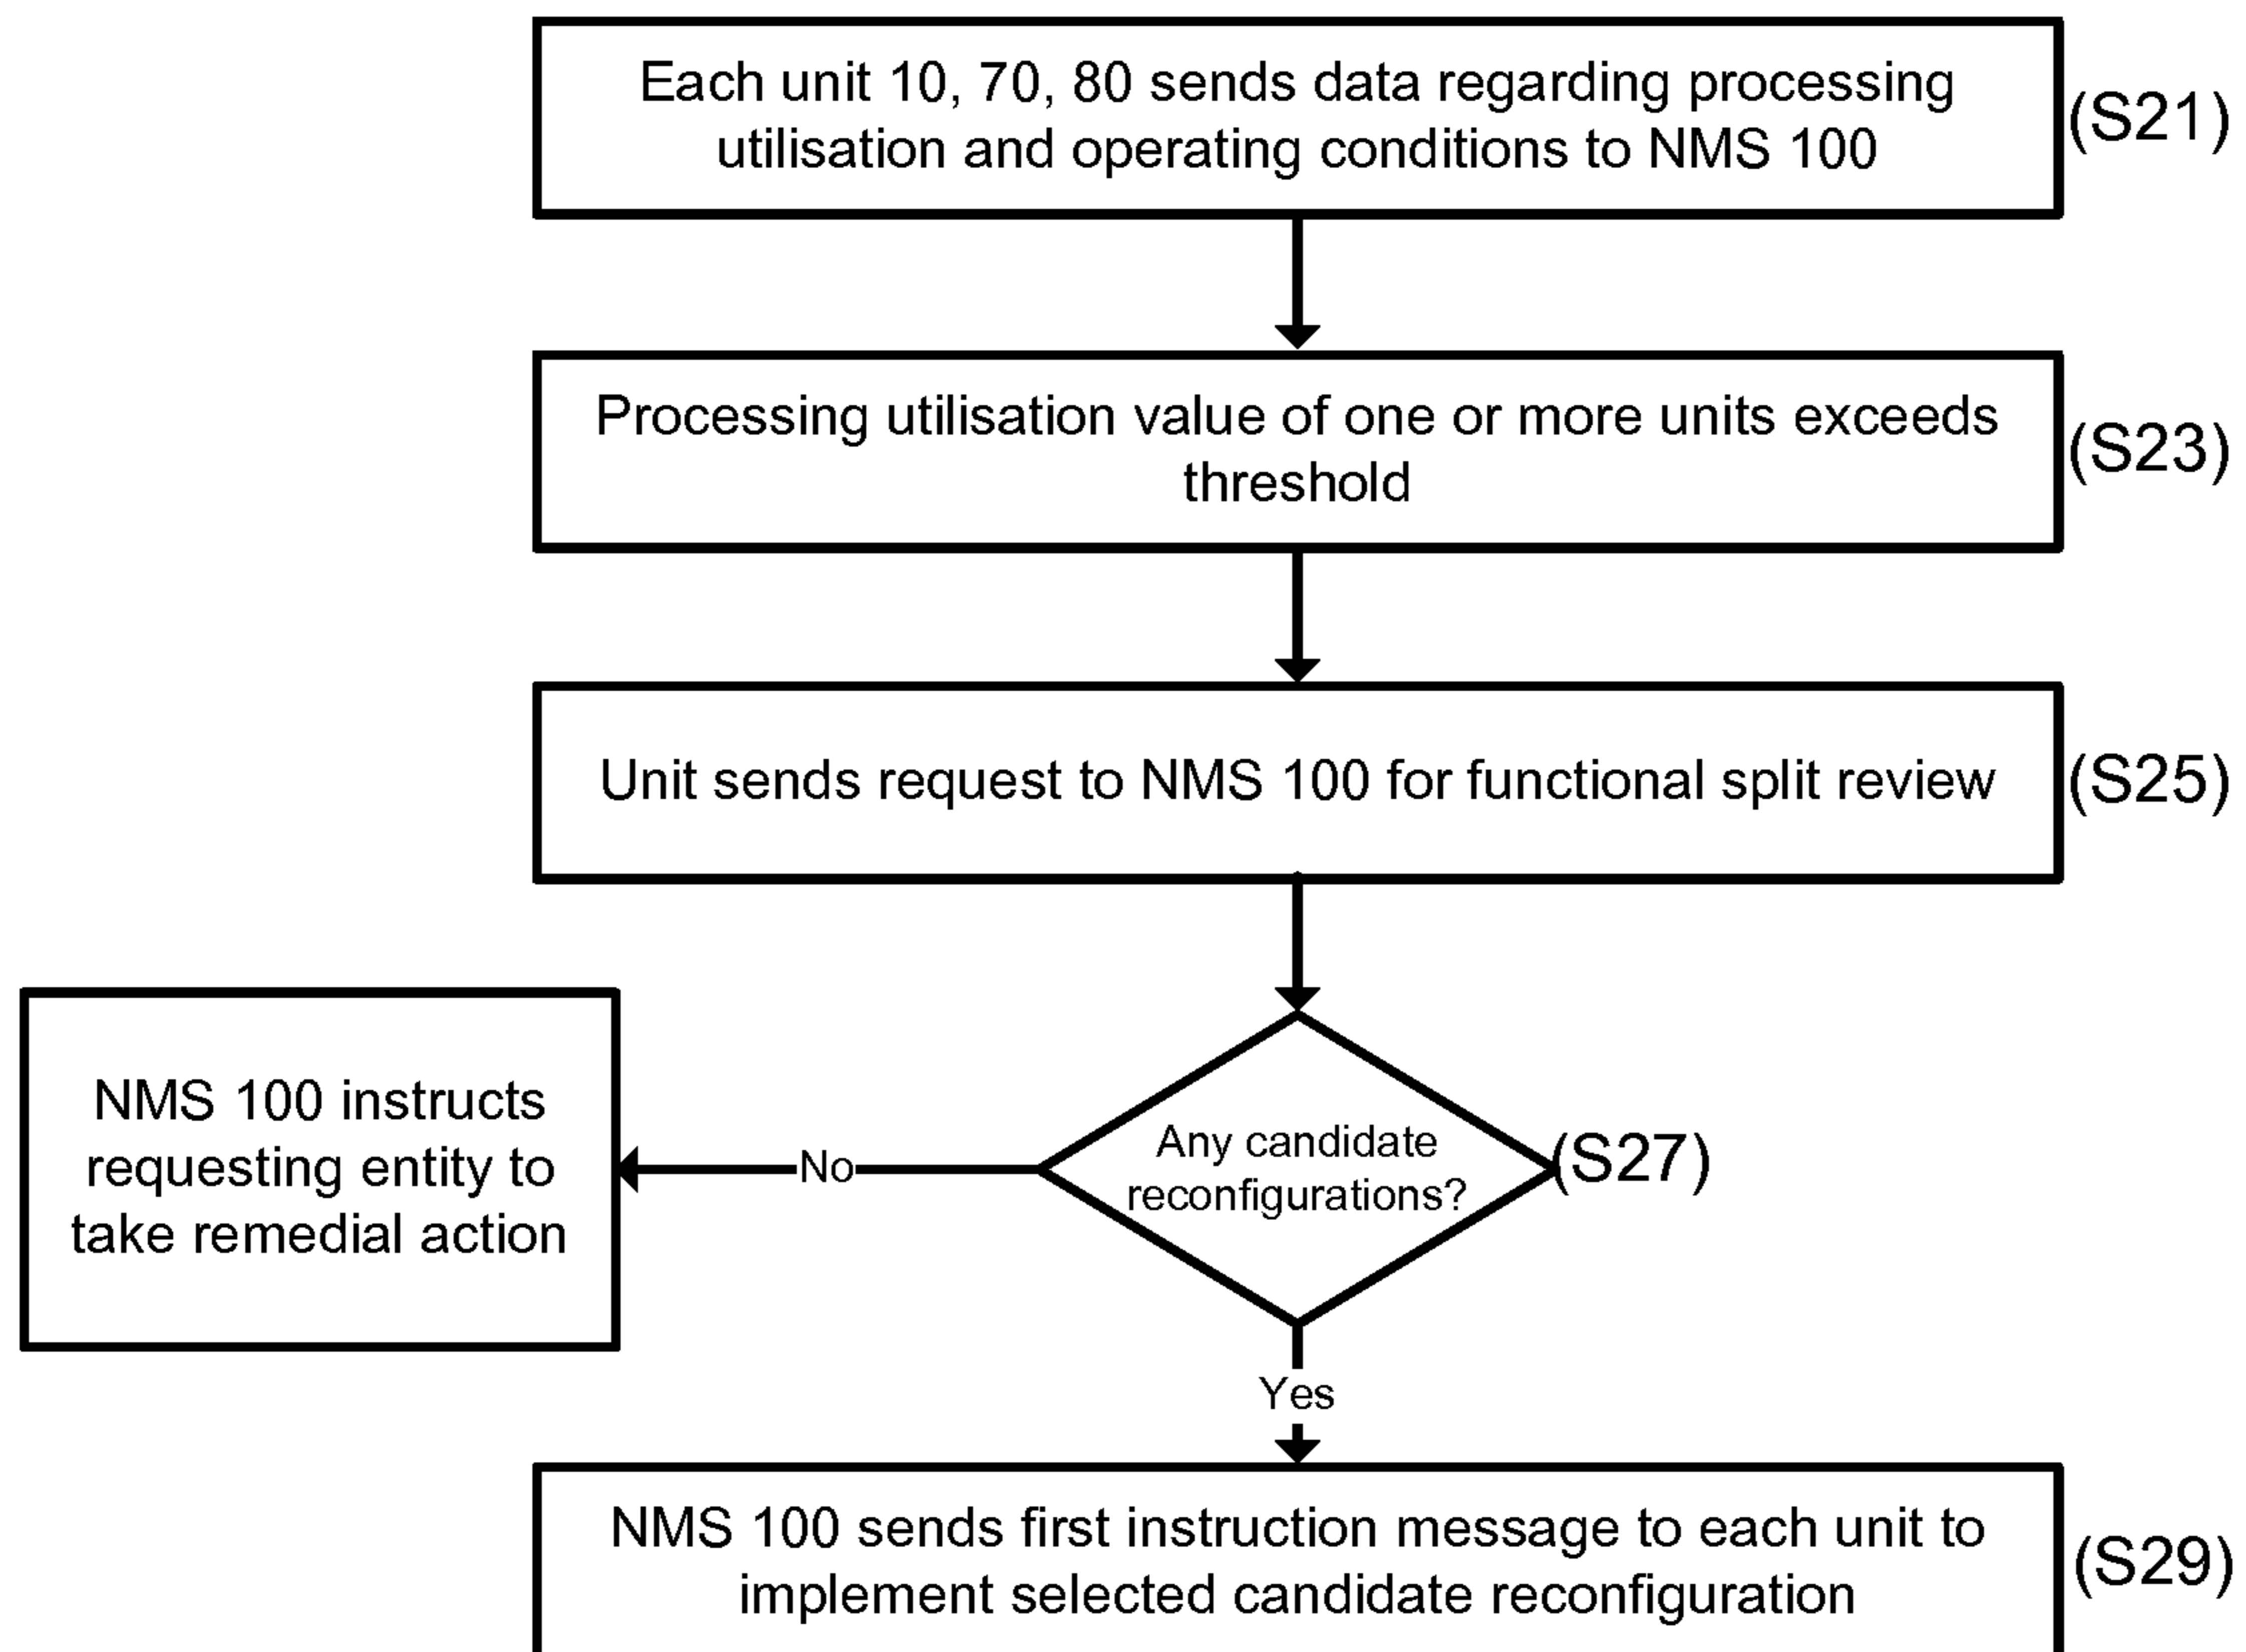 Each unit 10, 70, 80 sends data regarding processing
utilisation and operating conditions to NMS 100
(S21)
Processing utilisation value of one or more units exceeds
threshold
(S23)
Unit sends request to NMS 100 for functional split review
(S25)
Any candidate
reconfigurations?
(S27)
No
NMS 100 instructs
requesting entity to
take remedial action
Yes
NMS 100 sends first instruction message to each unit to
implement selected candidate reconfiguration
(S29)